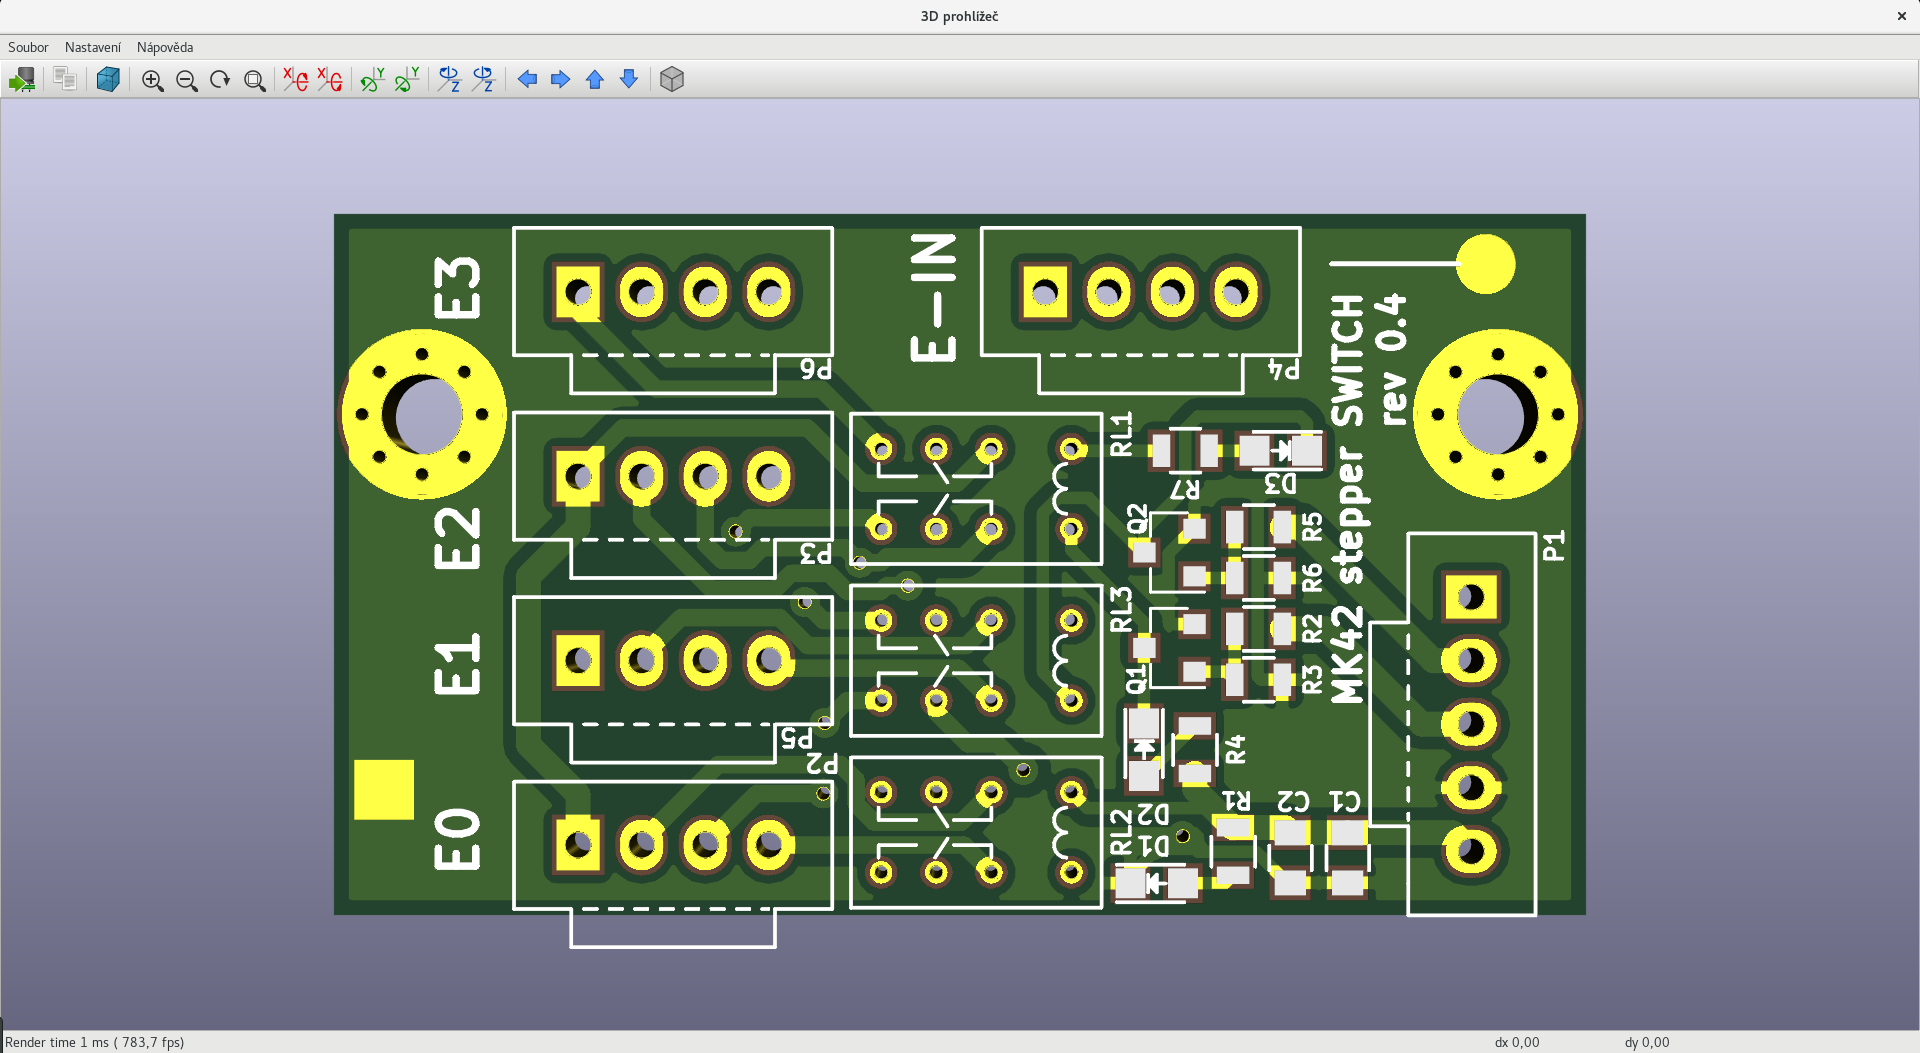 3D prohlížeč
Soubor Nastavení Nápověda
E3
E-IN
P6
P4
MK42 stepper SWITCH
rev 0.4
RL1
R7
D3
E2
P3
Q2
R5
P1
R6
RL3
E1
R2
Q1
R3
P5
P2
R4
E0
RL2
D2
D1
R1
C2
C1
Render time 1 ms ( 783,7 fps)
dx 0,00
dy 0,00